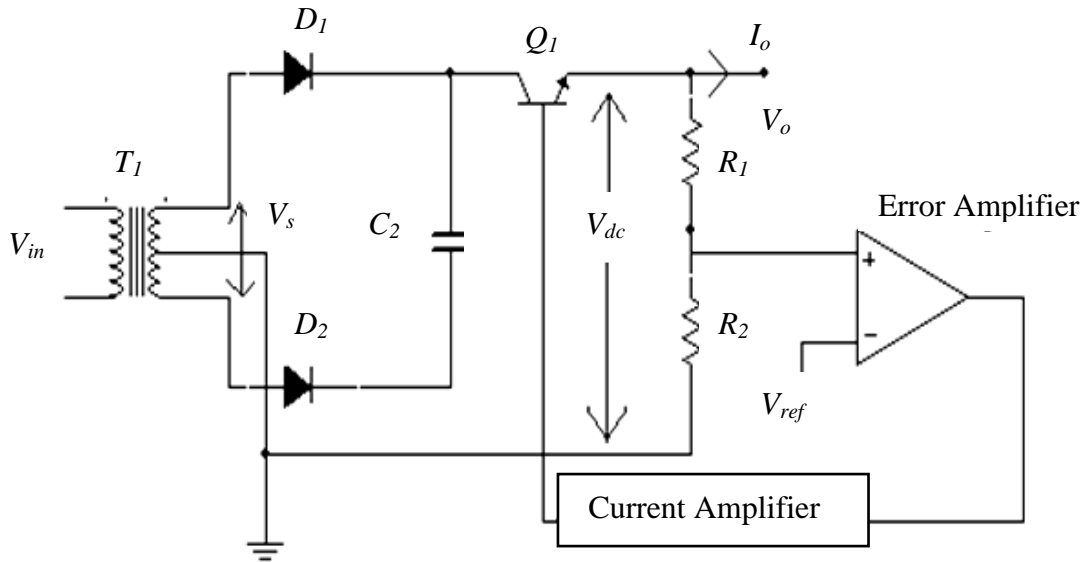 D1
Q1
Io
Vo
T1
R1
Vs
C2
Vdc
Error Amplifier
Vin
+
D2
R2
−
Vref
Current Amplifier